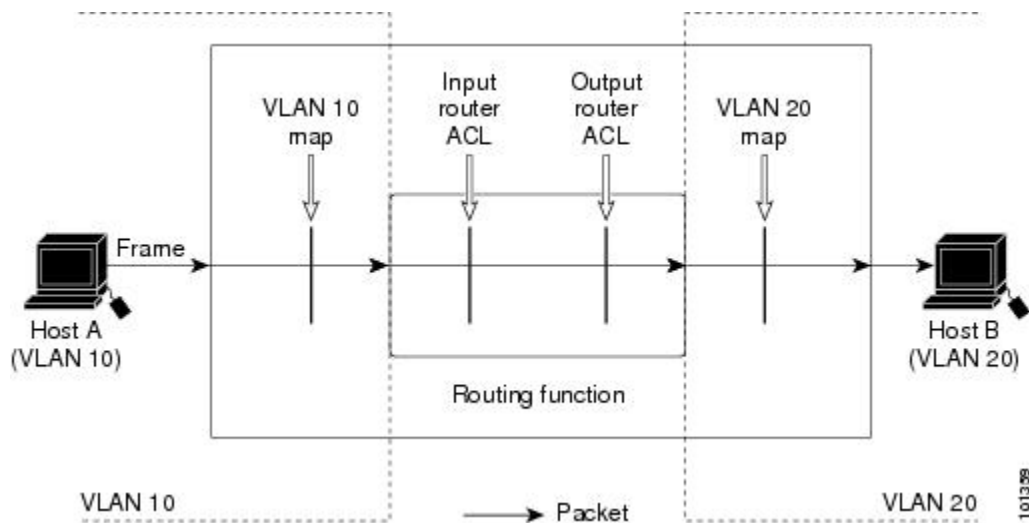 VLAN 10
map
Input
router
ACL
Output
router
ACL
VLAN 20
map
Frame
Host A
(VLAN 10)
Host B
(VLAN 20)
Routing function
VLAN 10
Packet
VLAN 20
101359